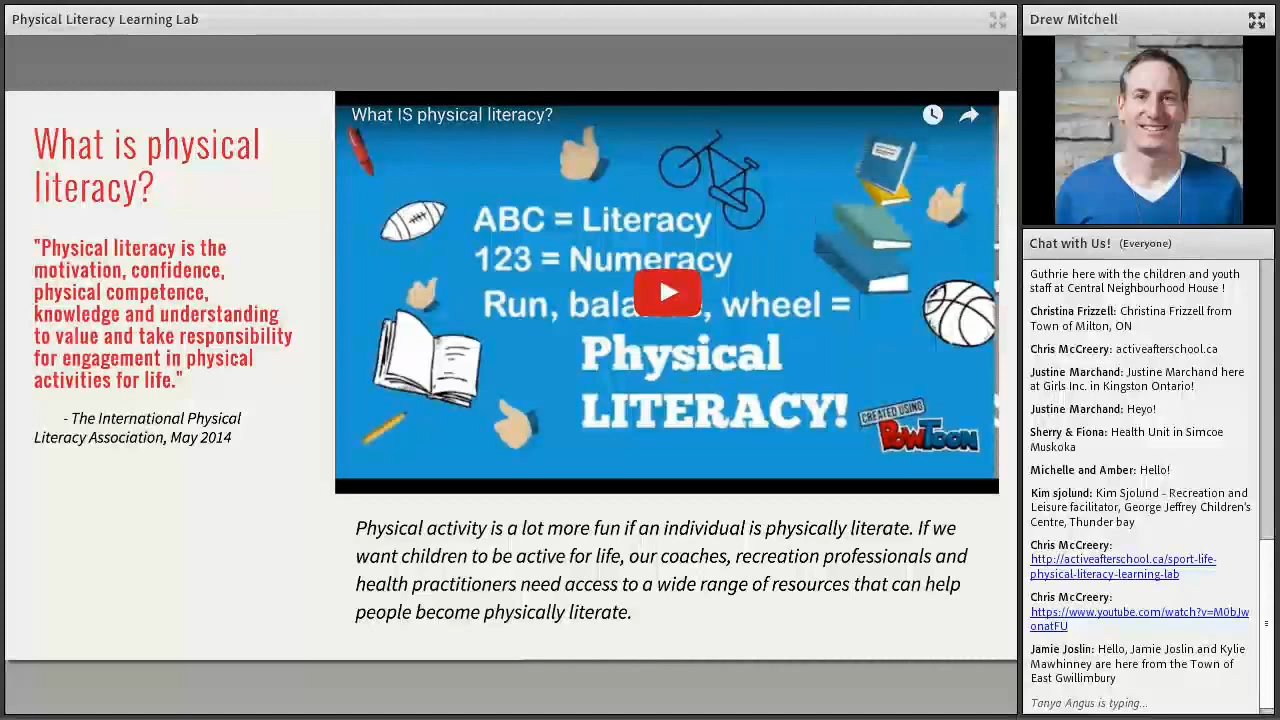 Physical Literacy Learning Lab
What is physical
literacy?
"Physical literacy is the
motivation, confidence,
physical competence,
knowledge and understanding
to value and take responsibility
for engagement in physical
activities for life."
- The International Physical
Literacy Association, May 2014
What IS physical literacy?
ABC = Literacy
123 = Numeracy
Run, , wheel =
Physical
LITERACY!
CREATED USING
POWTOON
Physical activity is a lot more fun if an individual is physically literate. If we
want children to be active for life, our coaches, recreation professionals and
health practitioners need access to a wide range of resources that can help
people become physically literate.
Drew Mitchell
Chat with Us! (Everyone)
Guthrie here with the children and youth
staff at Central Neighbourhood House !
Christina Frizzell: Christina Frizzell from
Town of Milton, ON
Chris McCreery: activeafterschool.ca
Justine Marchand: Justine Marchand here
at Girls Inc. in Kingston Ontario!
Justine Marchand: Heyo!
Sherry & Fiona: Health Unit in Simcoe
Muskoka
Michelle and Amber: Hello!
Kim sjolund: Kim Sjolund - Recreation and
Leisure facilitator, George Jeffrey Children's
Centre, Thunder bay
Chris McCreery:
http://activeafterschool.ca/sport-life-
physical-literacy-learning-lab
Chris McCreery:
https://www.youtube.com/watch?v=M0bJw
onatFU
Jamie Joslin: Hello, Jamie Joslin and Kylie
Mawhinney are here from the Town of
East Gwillimbury
Tanya Angus is typing...